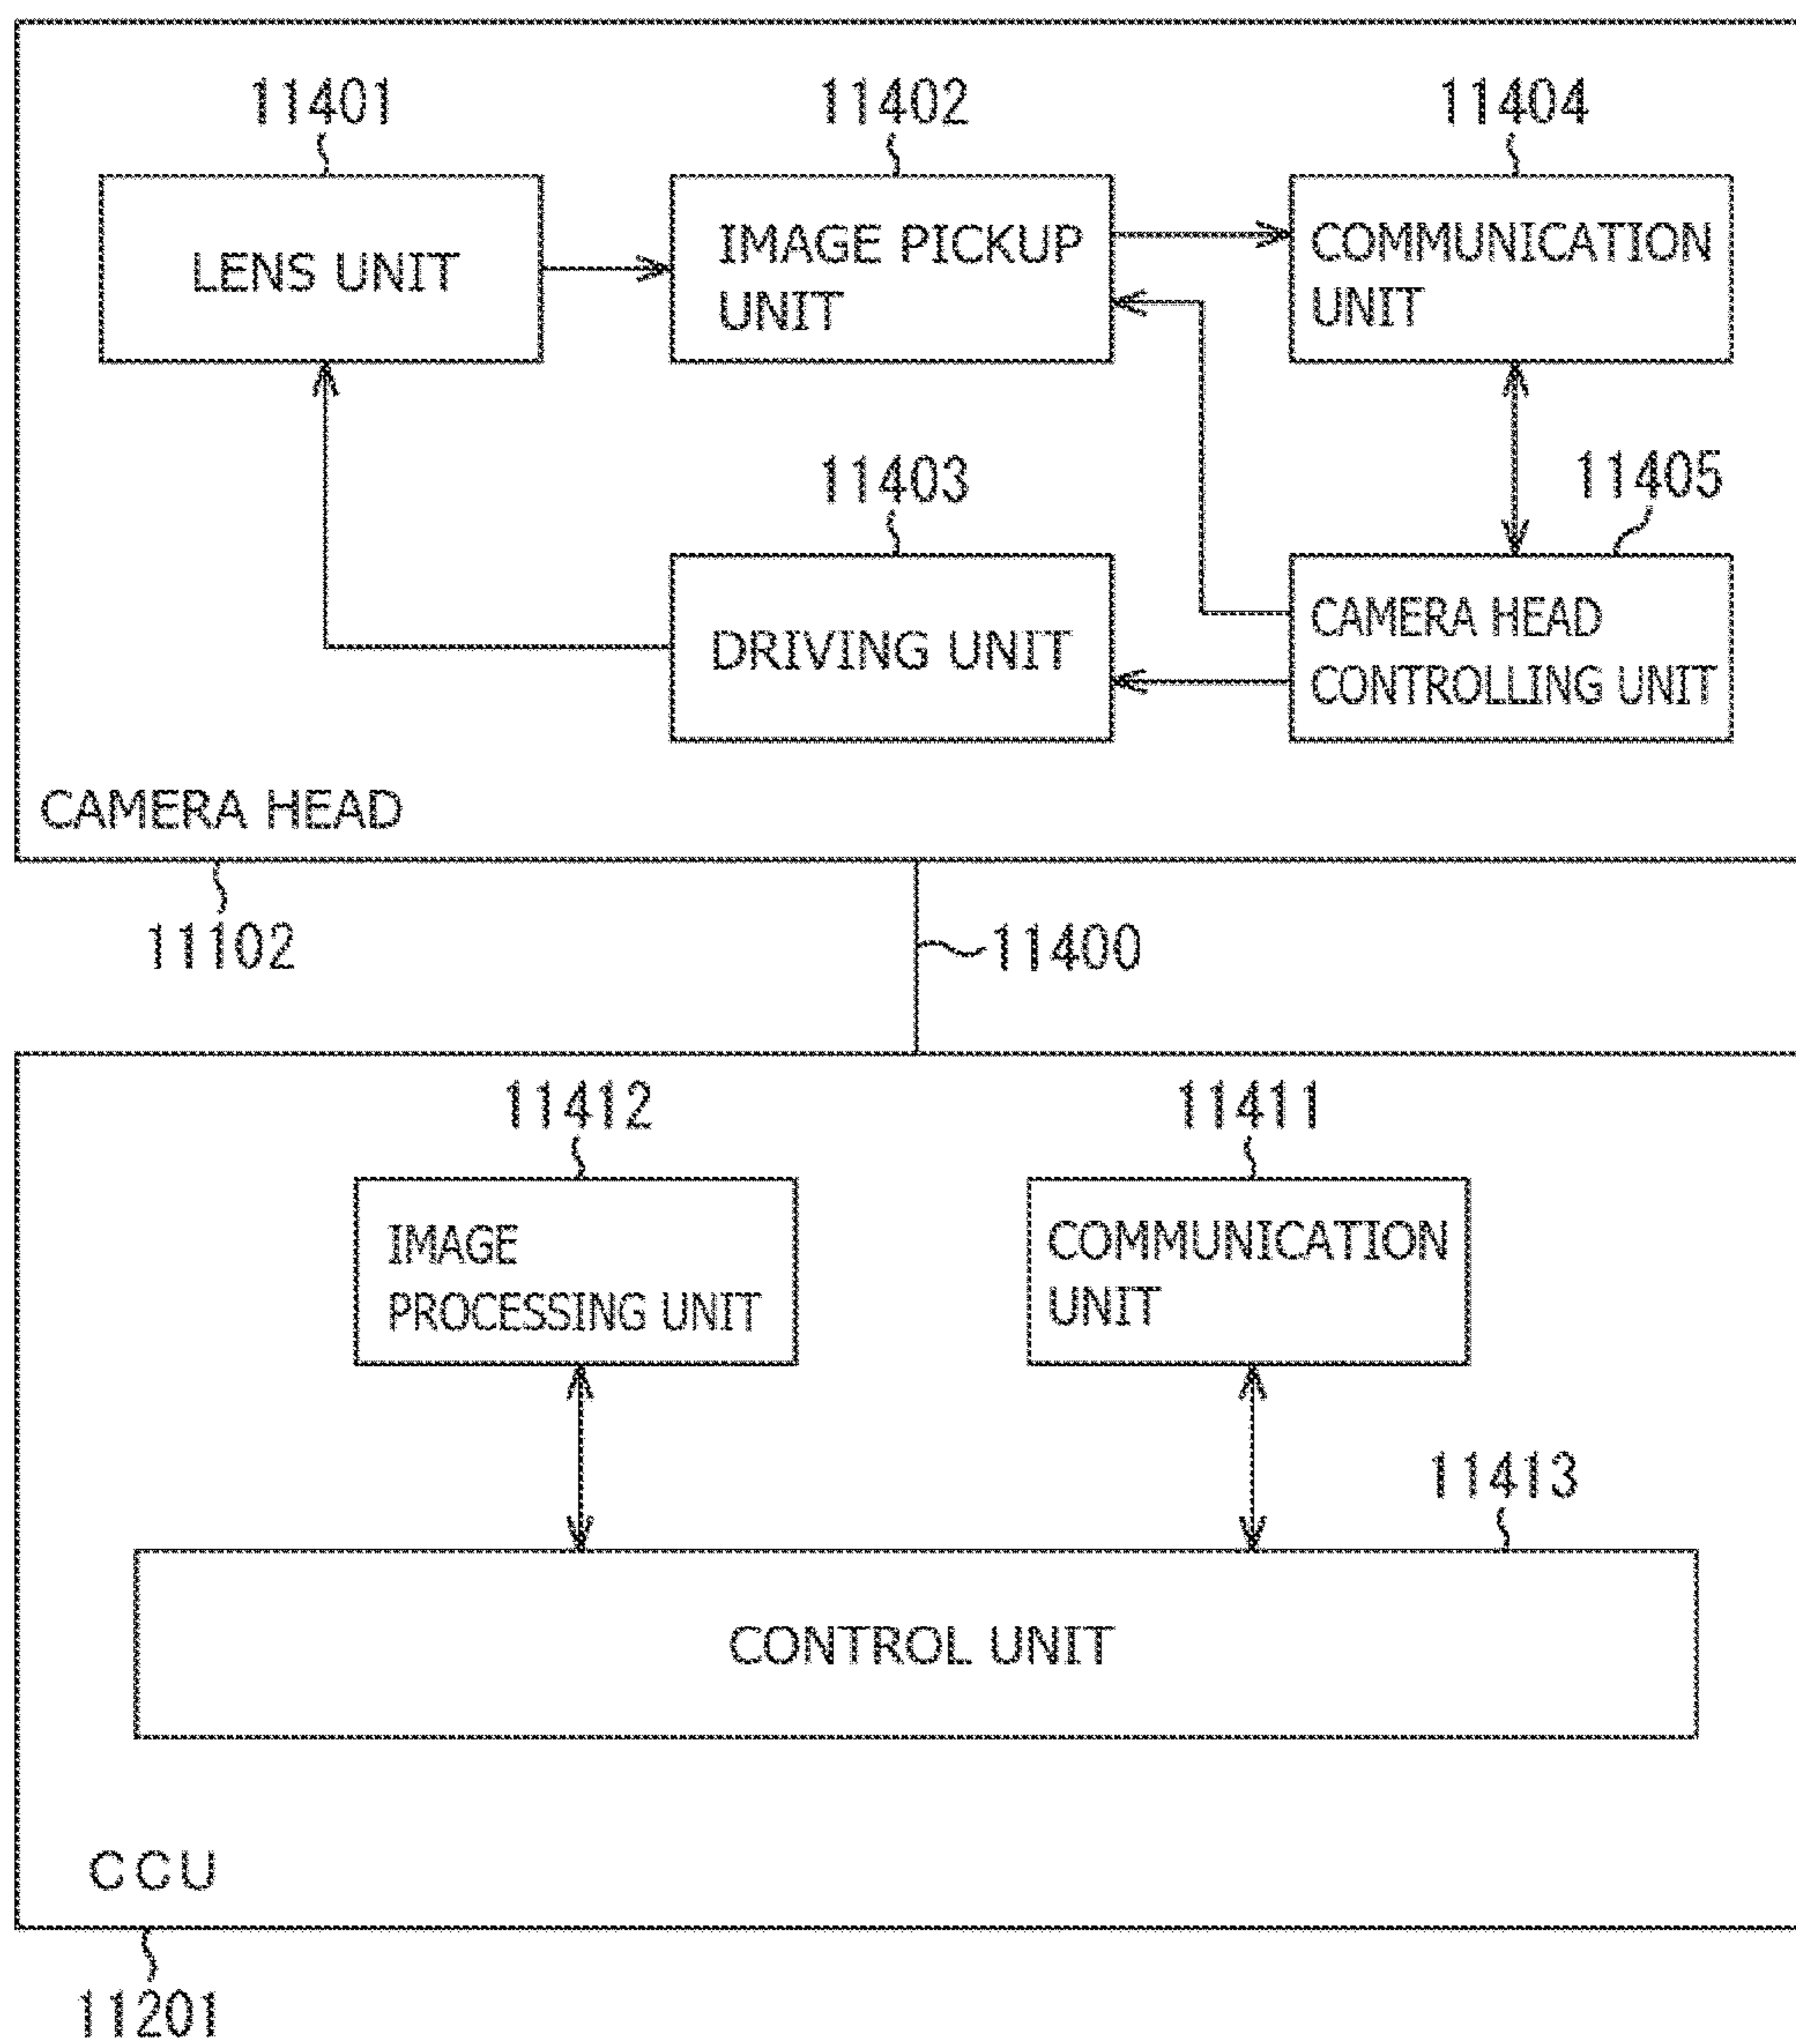 11401
11402
11404
LENS UNIT
IMAGE PICKUP
UNIT
COMMUNICATION
UNIT
11403
11405
DRIVING UNIT
CAMERA HEAD
CONTROLLING UNIT
CAMERA HEAD
11102
11400
11412
11411
IMAGE
PROCESSING UNIT
COMMUNICATION
UNIT
11413
CONTROL UNIT
CCU
11201